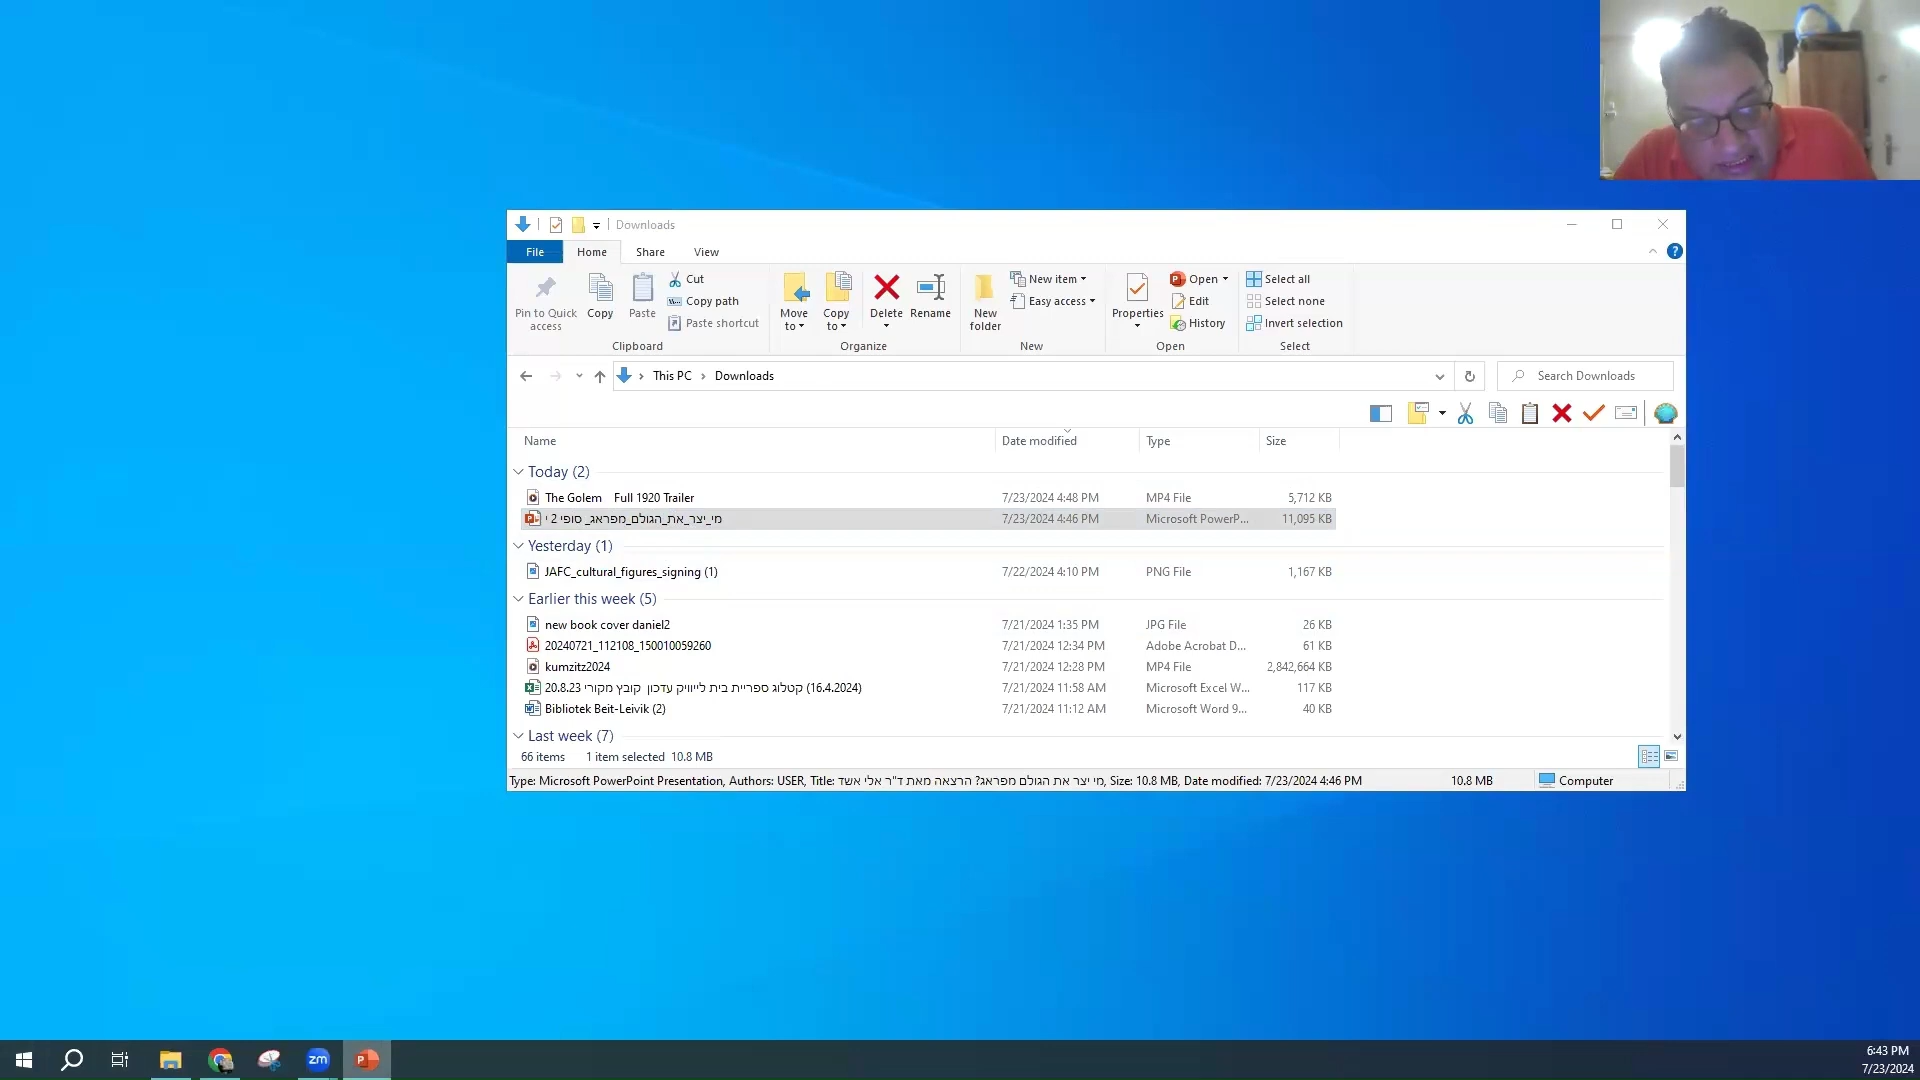 Downloads
File Home Share View
Pin to Quick access
Copy
Paste
Cut
Copy path
Paste shortcut
Clipboard
Move to
Copy to
Delete
Rename
Organize
New folder
New item
Easy access
New
Properties
Open
Edit
History
Open
Select all
Select none
Invert selection
Select
This PC > Downloads
Search Downloads
Name Date modified Type Size
Today (2)
The Golem Full 1920 Trailer 7/23/2024 4:48 PM MP4 File 5,712 KB
מי_יצר_את_הגולם_מפראג_ סופי 2 י 7/23/2024 4:46 PM Microsoft PowerP... 11,095 KB
Yesterday (1)
JAFC_cultural_figures_signing (1) 7/22/2024 4:10 PM PNG File 1,167 KB
Earlier this week (5)
new book cover daniel2 7/21/2024 1:35 PM JPG File 26 KB
20240721_112108_150010059260 7/21/2024 12:34 PM Adobe Acrobat D... 61 KB
kumzitz2024 7/21/2024 12:28 PM MP4 File 2,842,664 KB
קטלוג ספריית בית לייוויק עדכון קובץ מקורי 20.8.23 (16.4.2024) 7/21/2024 11:58 AM Microsoft Excel W... 117 KB
Bibliotek Beit-Leivik (2) 7/21/2024 11:12 AM Microsoft Word 9... 40 KB
Last week (7)
66 items 1 item selected 10.8 MB
Type: Microsoft PowerPoint Presentation, Authors: USER, Title: מי יצר את הגולם מפראג? הרצאה מאת ד"ר אלי אשד, Size: 10.8 MB, Date modified: 7/23/2024 4:46 PM 10.8 MB Computer
zm
6:43 PM
7/23/2024